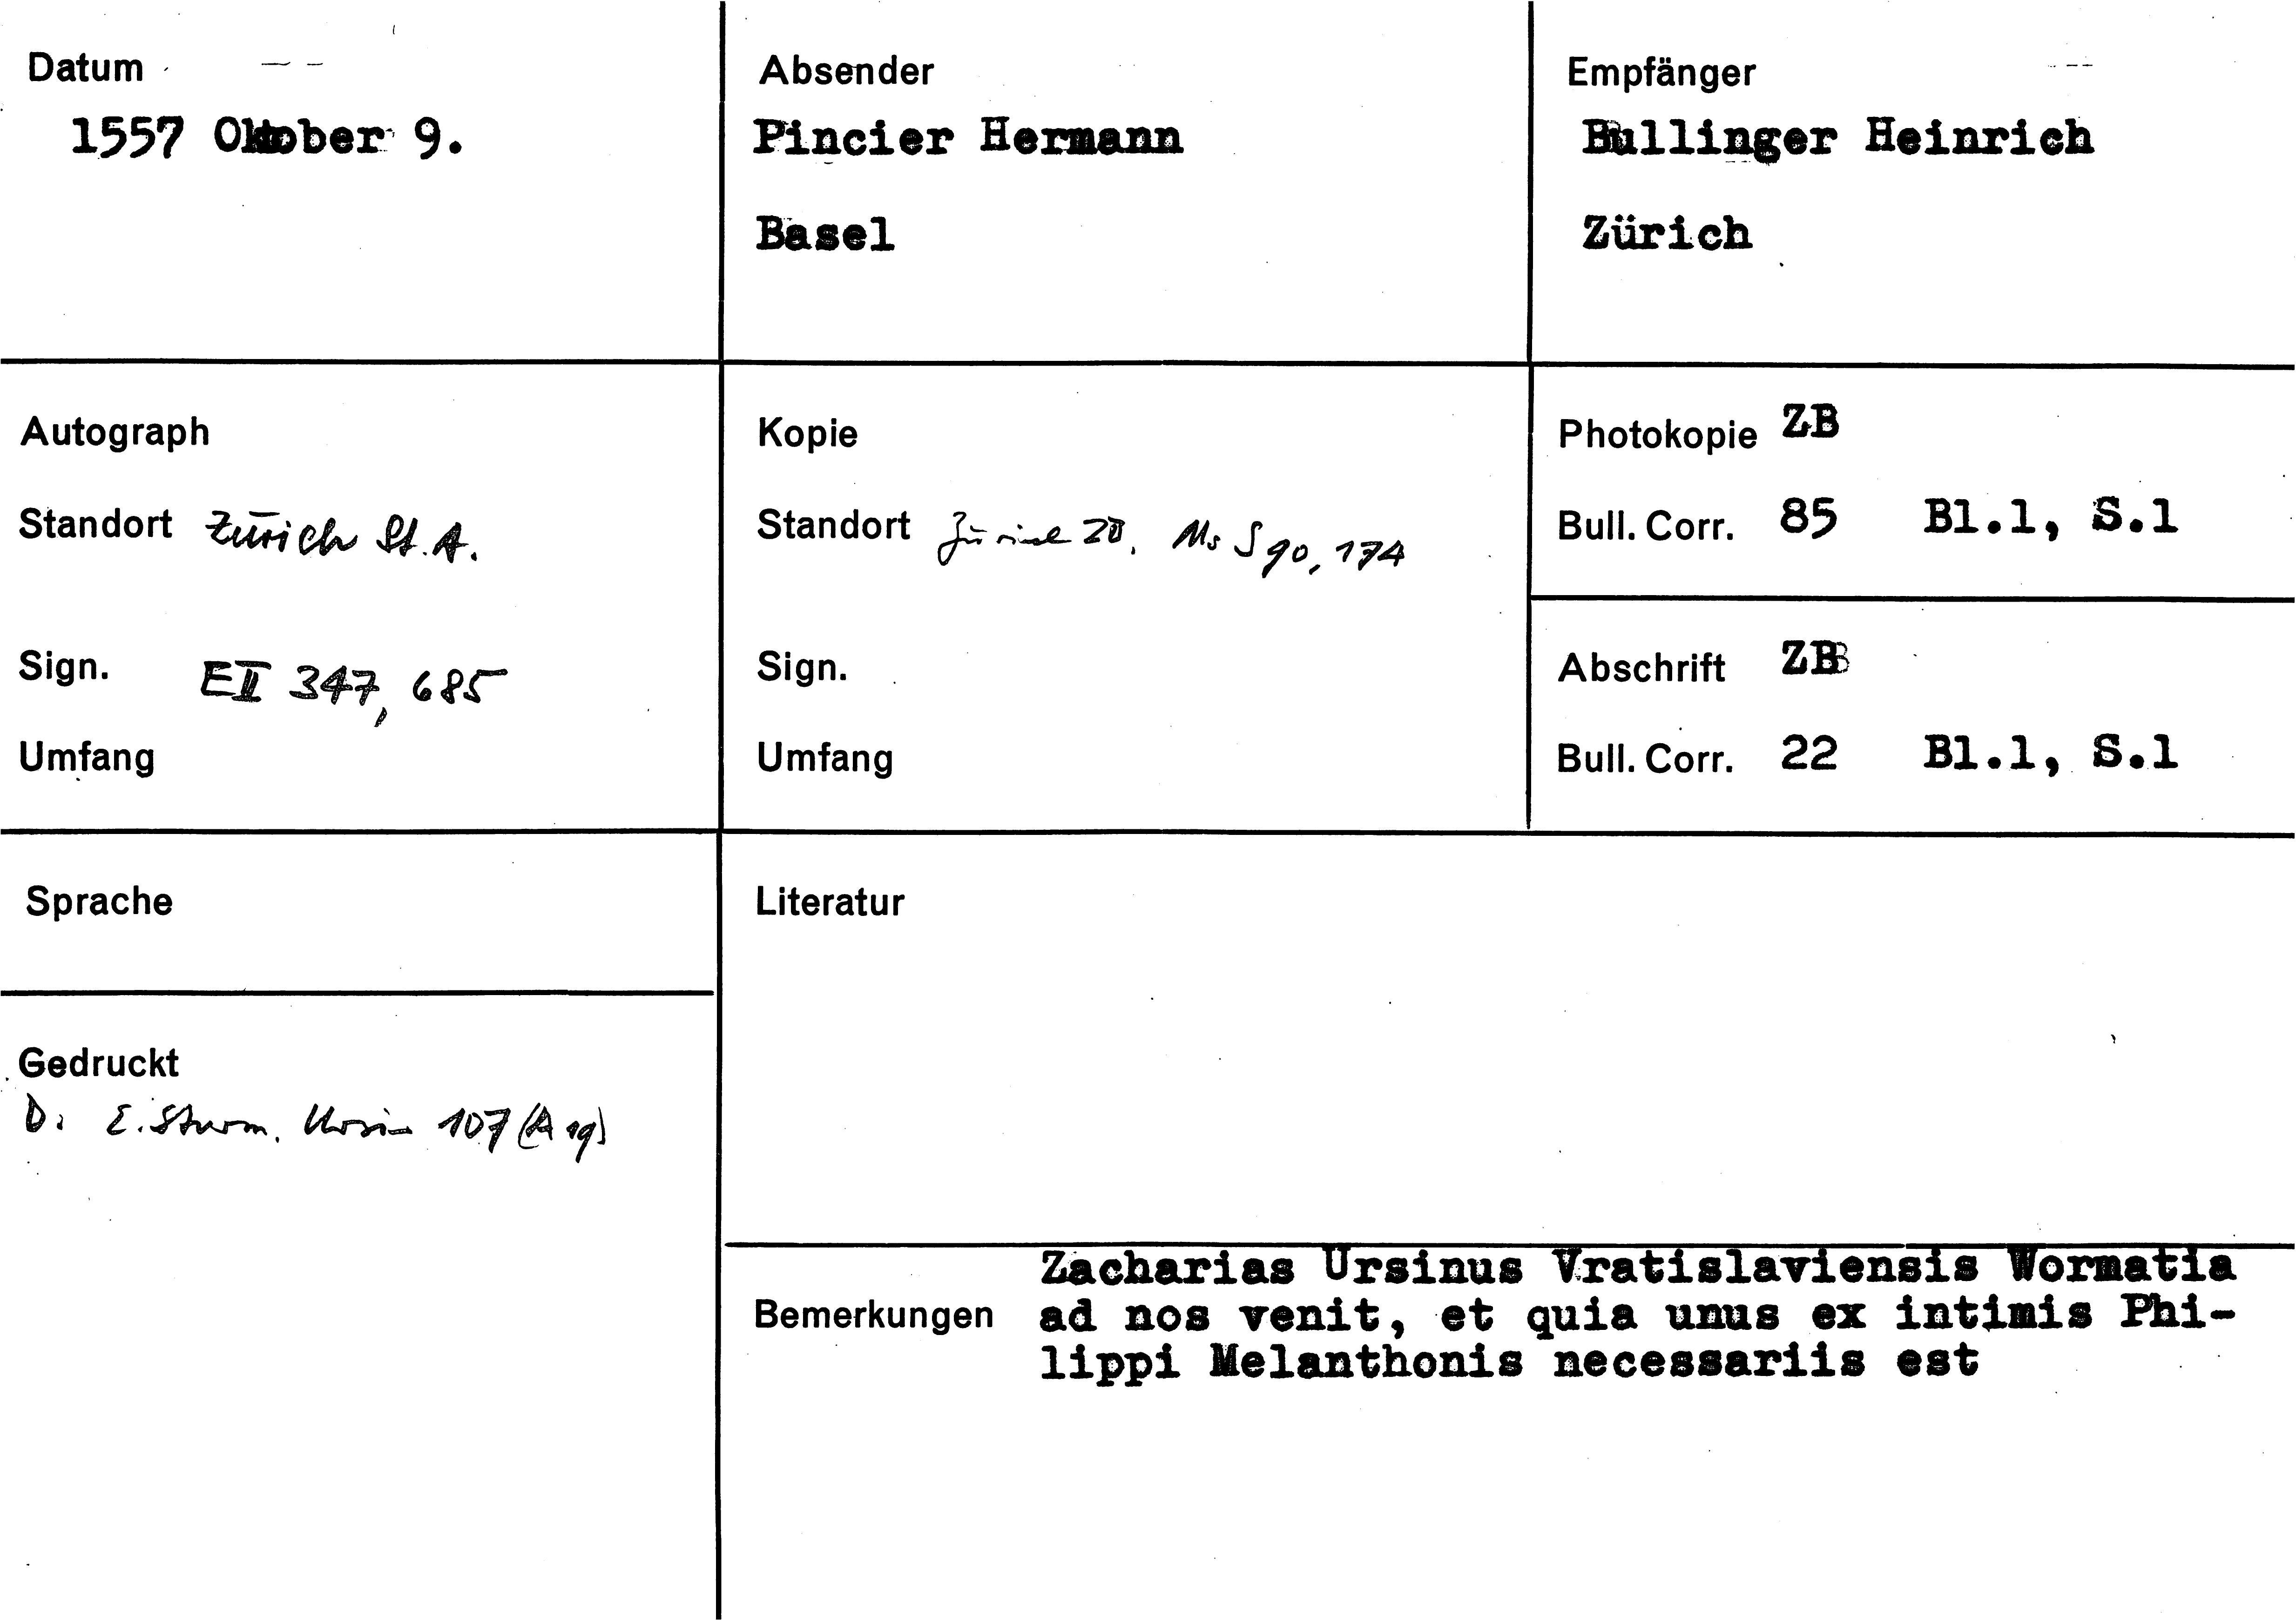 Datum
1557 Oktober 9.
Absender
Pincier Hermann
Basel
Empfänger
Bullinger Heinrich
Zürich
Autograph
Standort Zürich St. A.
Sign. E II 347, 685
Umfang
Kopie
Standort Zürich ZB, Ms S 90, 174
Sign.
Umfang
Photokopie ZB
Bull. Corr. 85 Bl.1, S.1
Abschrift ZB
Bull. Corr. 22 Bl.1, S.1
Sprache
Gedruckt
D: E. Sturm, Ursin 107 (A 19)
Literatur
Bemerkungen
Zacharias Ursinus Vratislaviensis Wormatia
ad nos venit, et quia unus ex intimis Phi-
lippi Melanthonis necessariis est